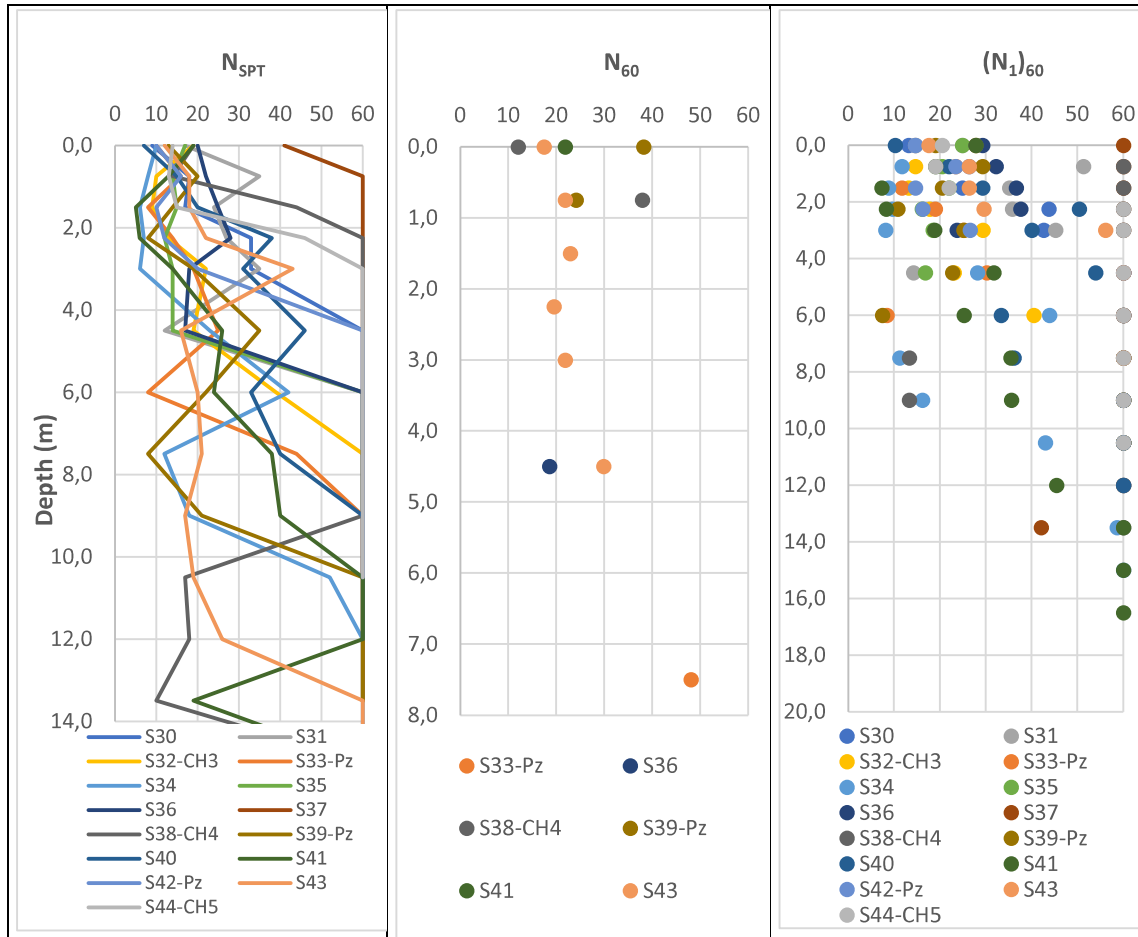 N_SPT
0 10 20 30 40 50 60
0,0
2,0
4,0
6,0
8,0
10,0
12,0
14,0
Depth (m)
S30 S31
S32-CH3 S33-Pz
S34 S35
S36 S37
S38-CH4 S39-Pz
S40 S41
S42-Pz S43
S44-CH5
N_60
0 10 20 30 40 50 60
0,0
1,0
2,0
3,0
4,0
5,0
6,0
7,0
8,0
S33-Pz S36
S38-CH4 S39-Pz
S41 S43
(N_1)_60
0 10 20 30 40 50 60
0,0
2,0
4,0
6,0
8,0
10,0
12,0
14,0
16,0
18,0
20,0
S30 S31
S32-CH3 S33-Pz
S34 S35
S36 S37
S38-CH4 S39-Pz
S40 S41
S42-Pz S43
S44-CH5